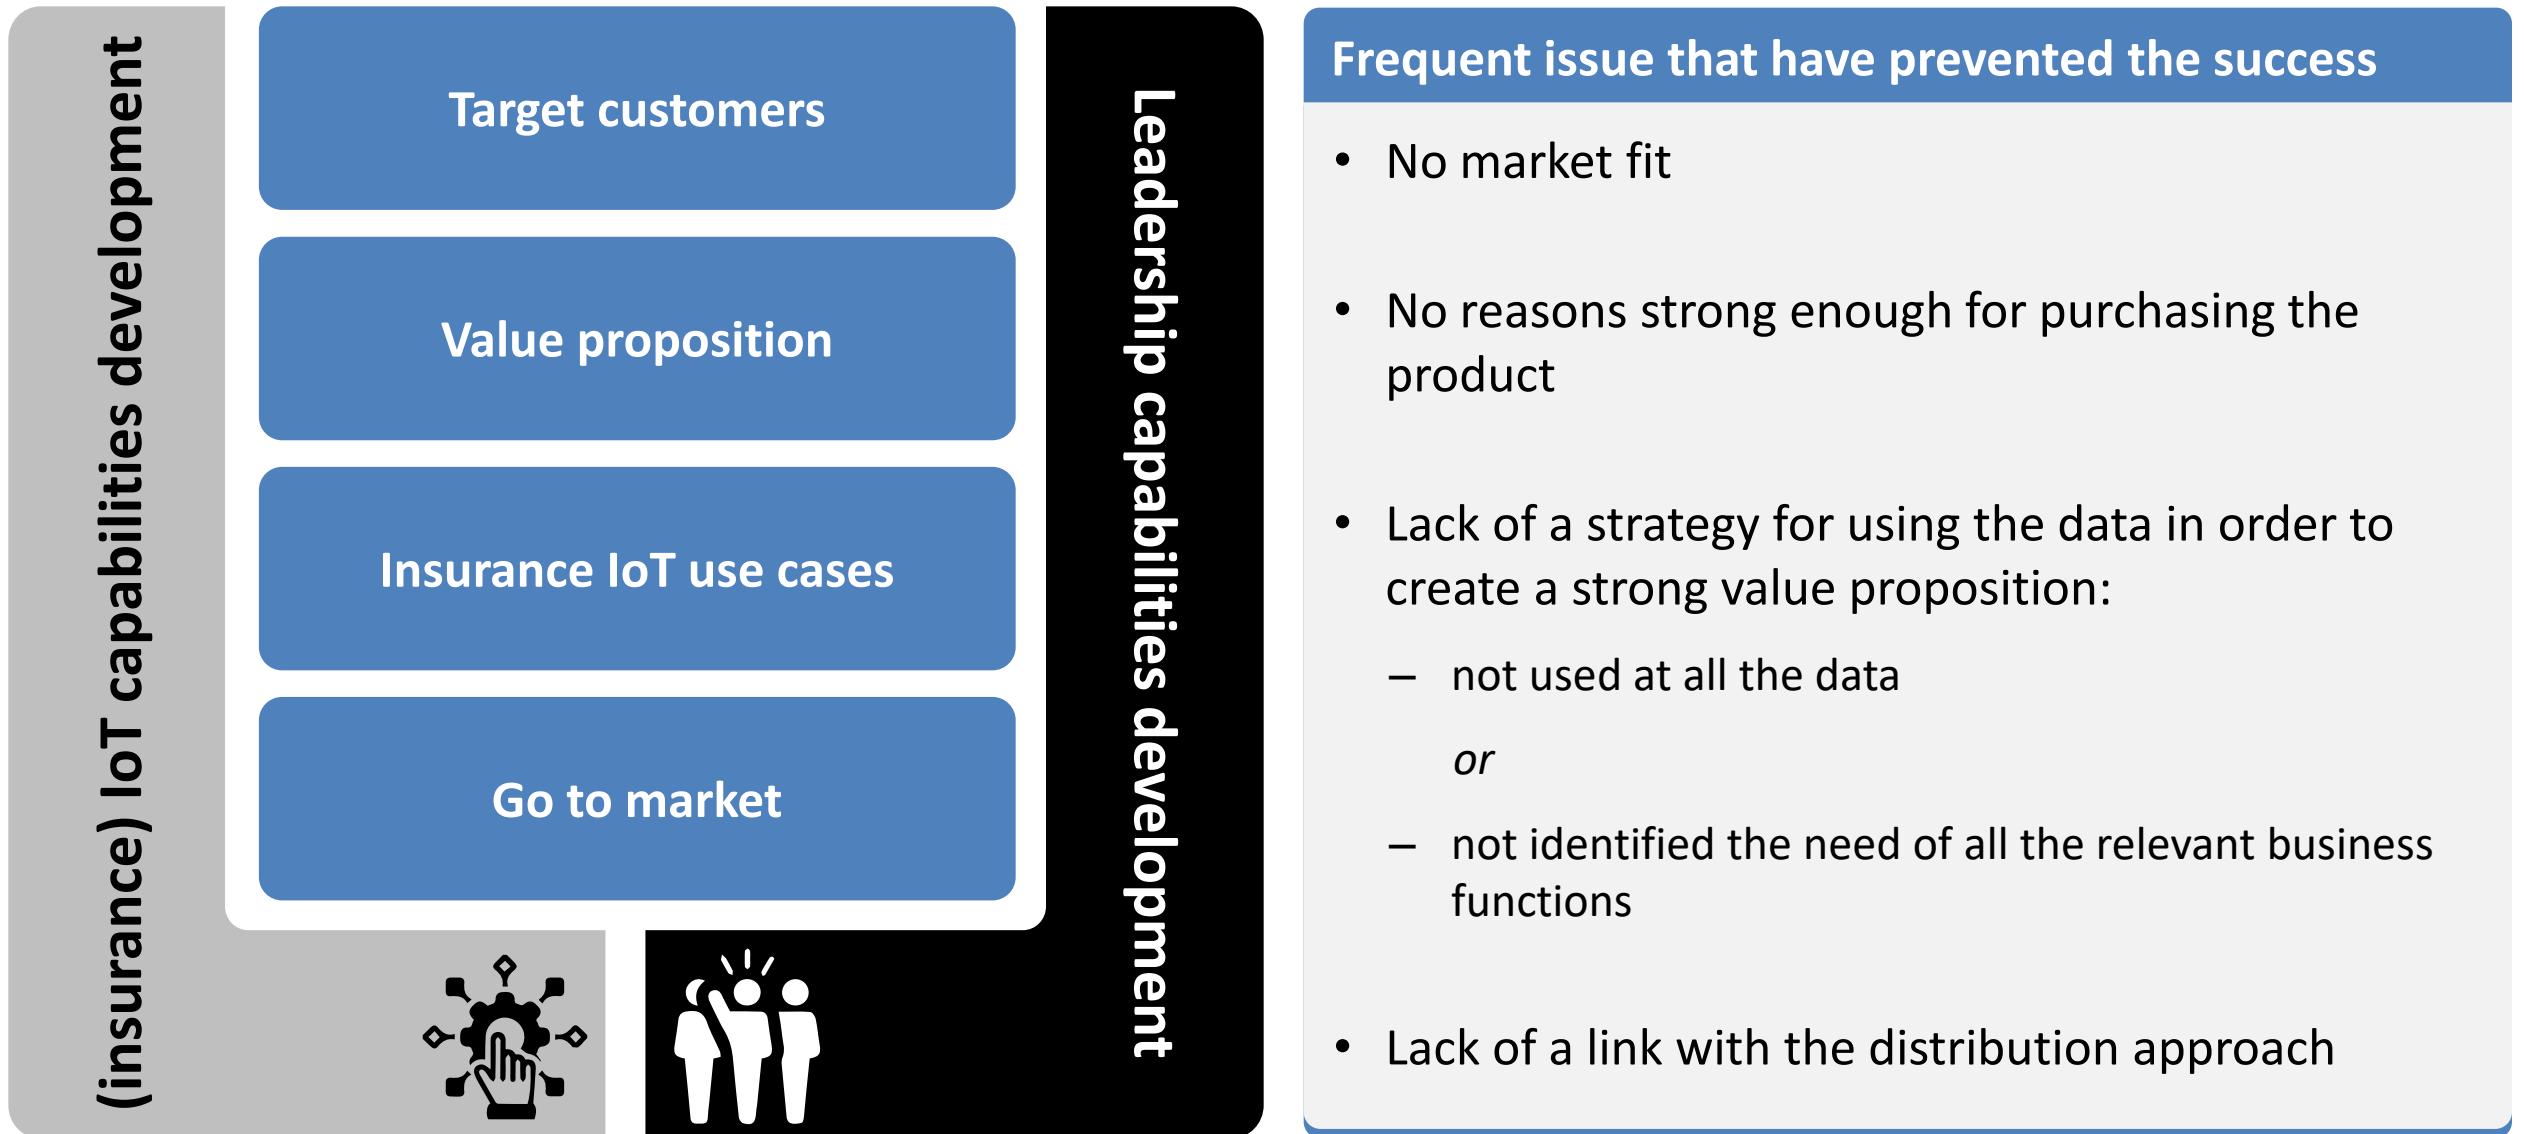 (insurance) IoT capabilities development
Target customers
Value proposition
Insurance IoT use cases
Go to market
Leadership capabilities development
Frequent issue that have prevented the success
• No market fit
• No reasons strong enough for purchasing the
product
• Lack of a strategy for using the data in order to
create a strong value proposition:
– not used at all the data
or
– not identified the need of all the relevant business
functions
• Lack of a link with the distribution approach